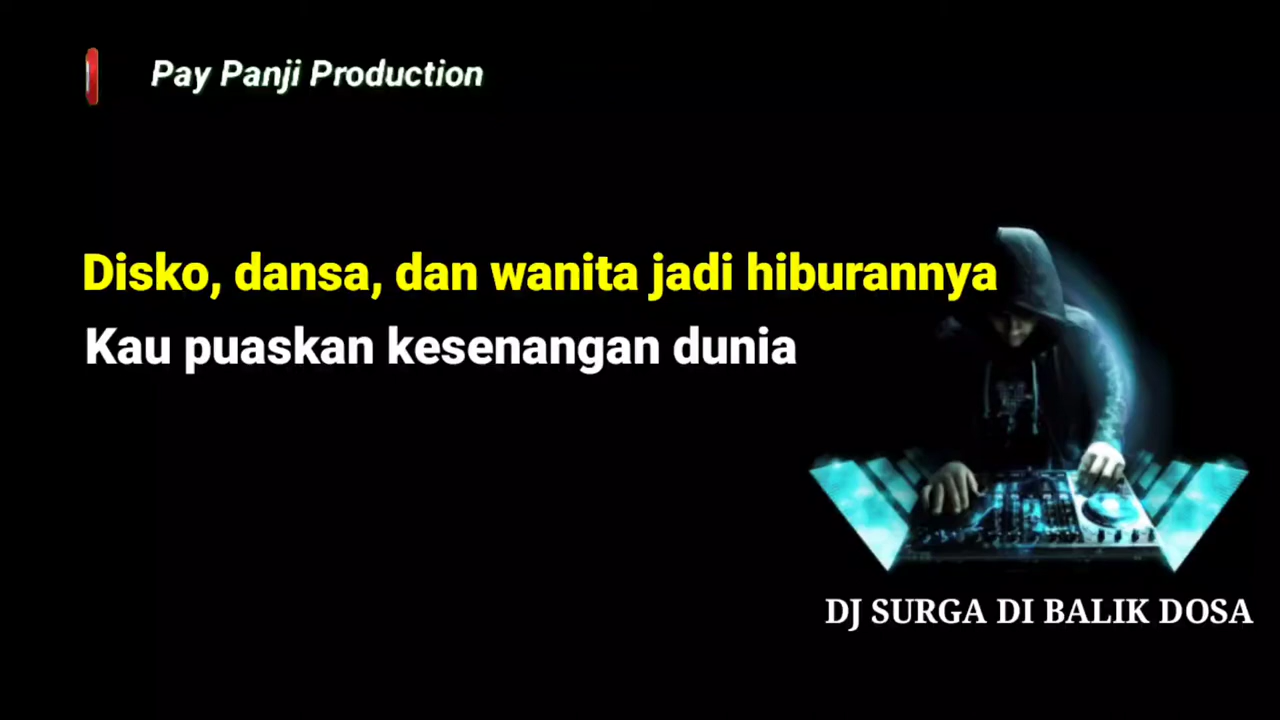 Pay Panji Production
Disko, dansa, dan wanita jadi hiburannya
Kau puaskan kesenangan dunia
DJ SURGA DI BALIK DOSA